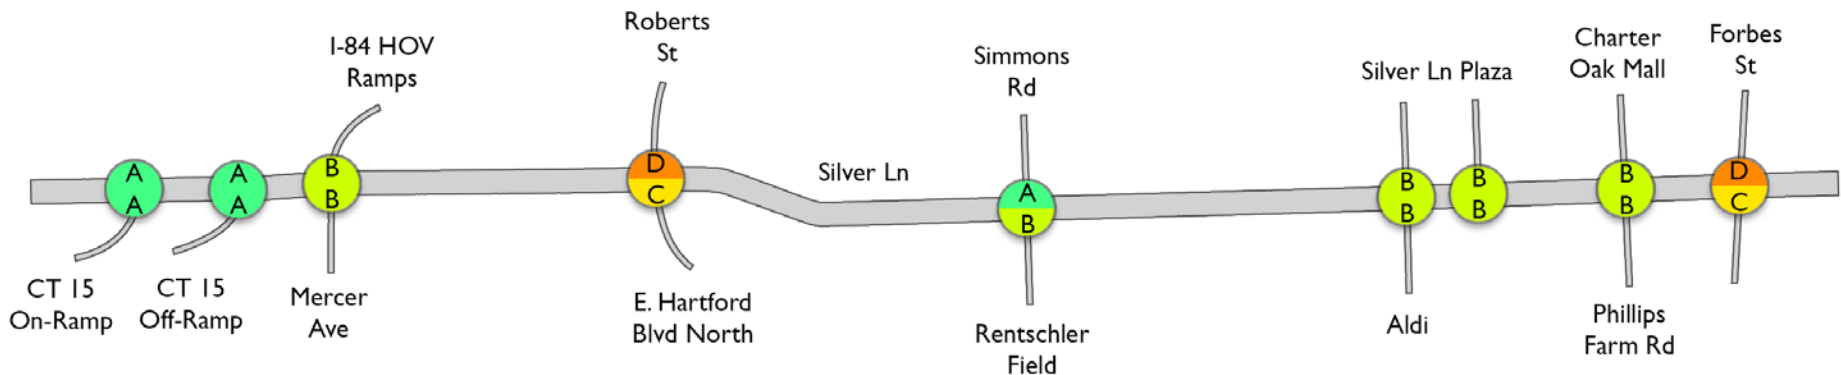 I-84 HOV
Ramps
Roberts
St
Simmons
Rd
Silver Ln Plaza
Charter
Oak Mall
Forbes
St
Silver Ln
A
A
A
A
B
B
D
C
A
B
B
B
B
B
B
B
D
C
CT 15
On-Ramp
CT 15
Off-Ramp
Mercer
Ave
E. Hartford
Blvd North
Rentschler
Field
Aldi
Phillips
Farm Rd